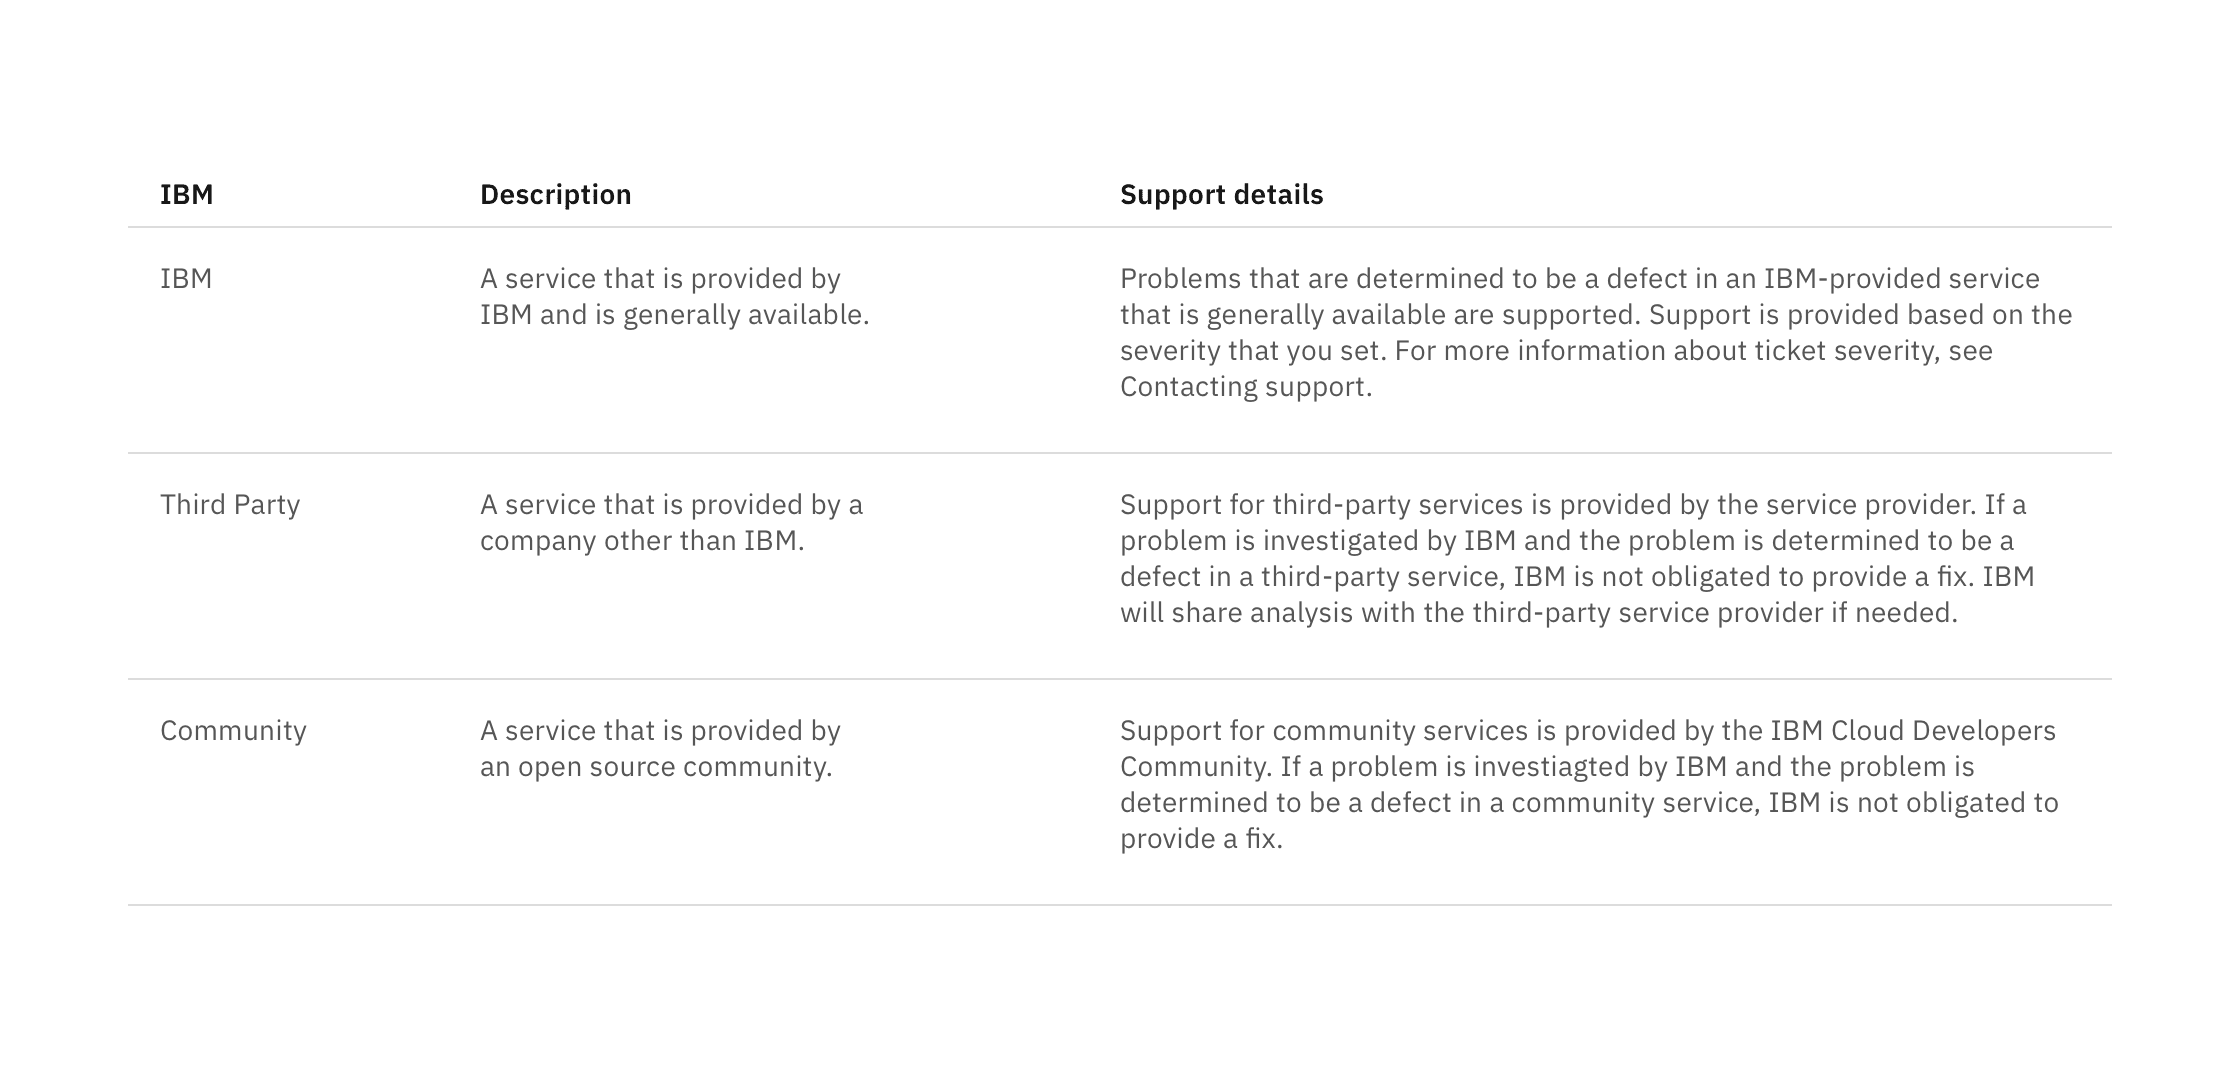 IBM
Description
Support details
IBM
A service that is provided by
IBM and is generally available.
Problems that are determined to be a defect in an IBM-provided service
that is generally available are supported. Support is provided based on the
severity that you set. For more information about ticket severity, see
Contacting support.
Third Party
A service that is provided by a
company other than IBM.
Support for third-party services is provided by the service provider. If a
problem is investigated by IBM and the problem is determined to be a
defect in a third-party service, IBM is not obligated to provide a fix. IBM
will share analysis with the third-party service provider if needed.
Community
A service that is provided by
an open source community.
Support for community services is provided by the IBM Cloud Developers
Community. If a problem is investiagted by IBM and the problem is
determined to be a defect in a community service, IBM is not obligated to
provide a fix.